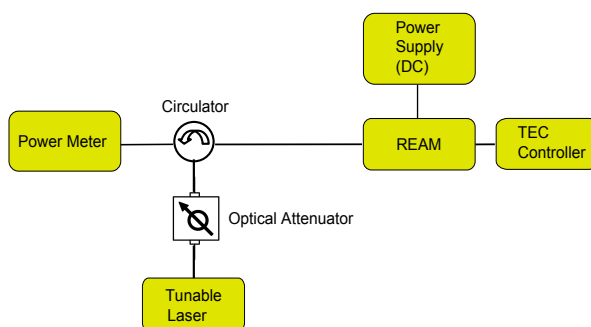 Power
Supply
(DC)
Circulator
Power Meter
REAM
TEC
Controller
Optical Attenuator
Tunable
Laser